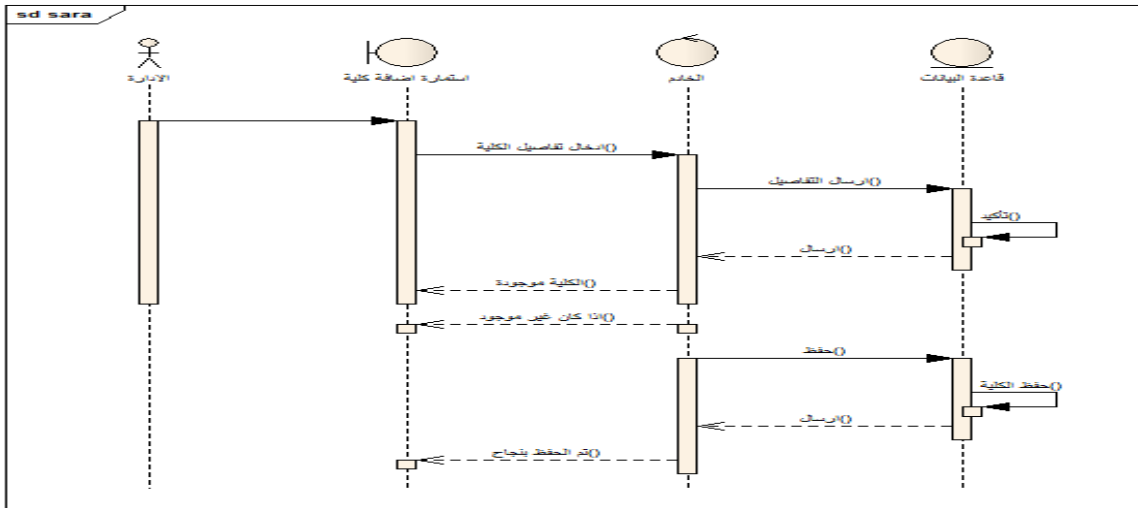 sd sara
الادارة
استمارة اضافة كلية
الخادم
قاعدة البيانات
ادخال تفاصيل الكلية()
ارسال التفاصيل()
تأكيد()
ارسال()
الكلية موجودة()
اذا كان غير موجود()
حفظ()
حفظ الكلية()
ارسال()
تم الحفظ بنجاح()